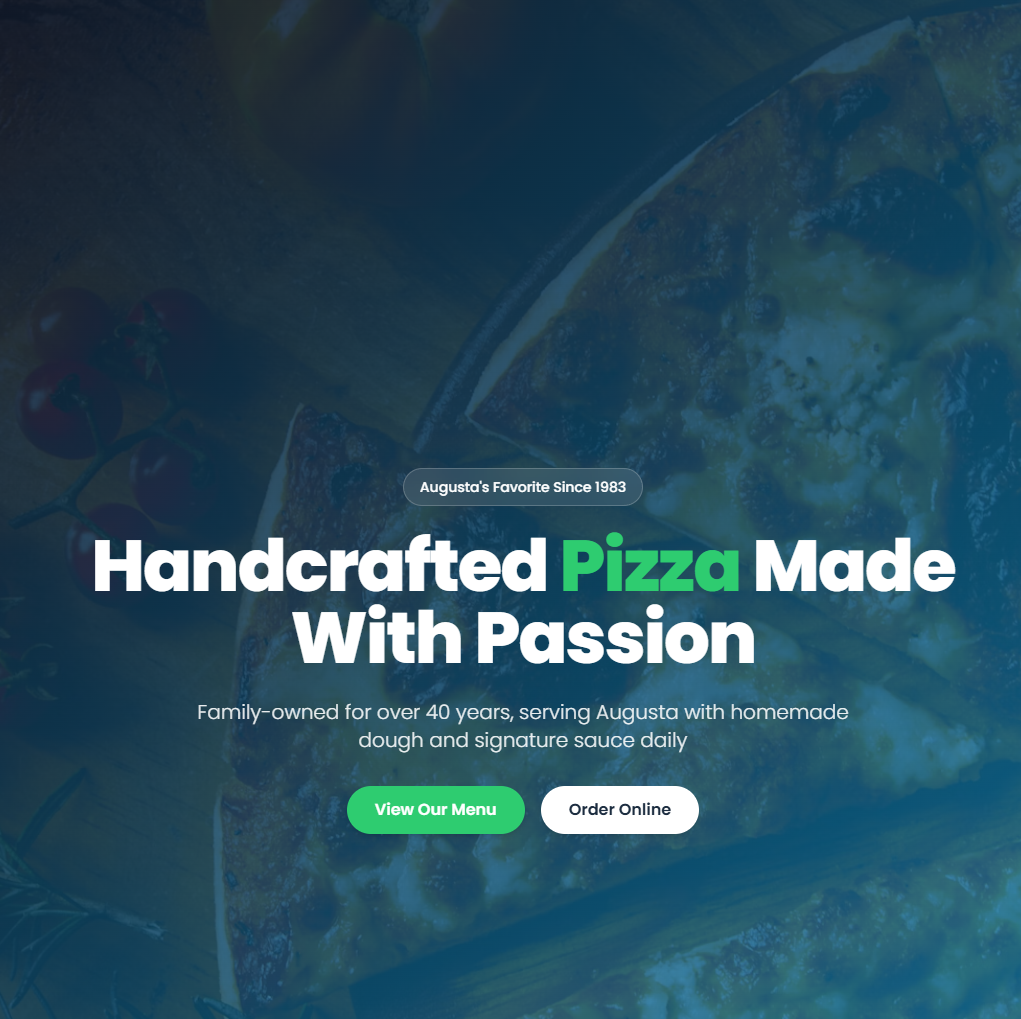 Augusta's Favorite Since 1983
Handcrafted Pizza Made
With Passion
Family-owned for over 40 years, serving Augusta with homemade
dough and signature sauce daily
View Our Menu
Order Online